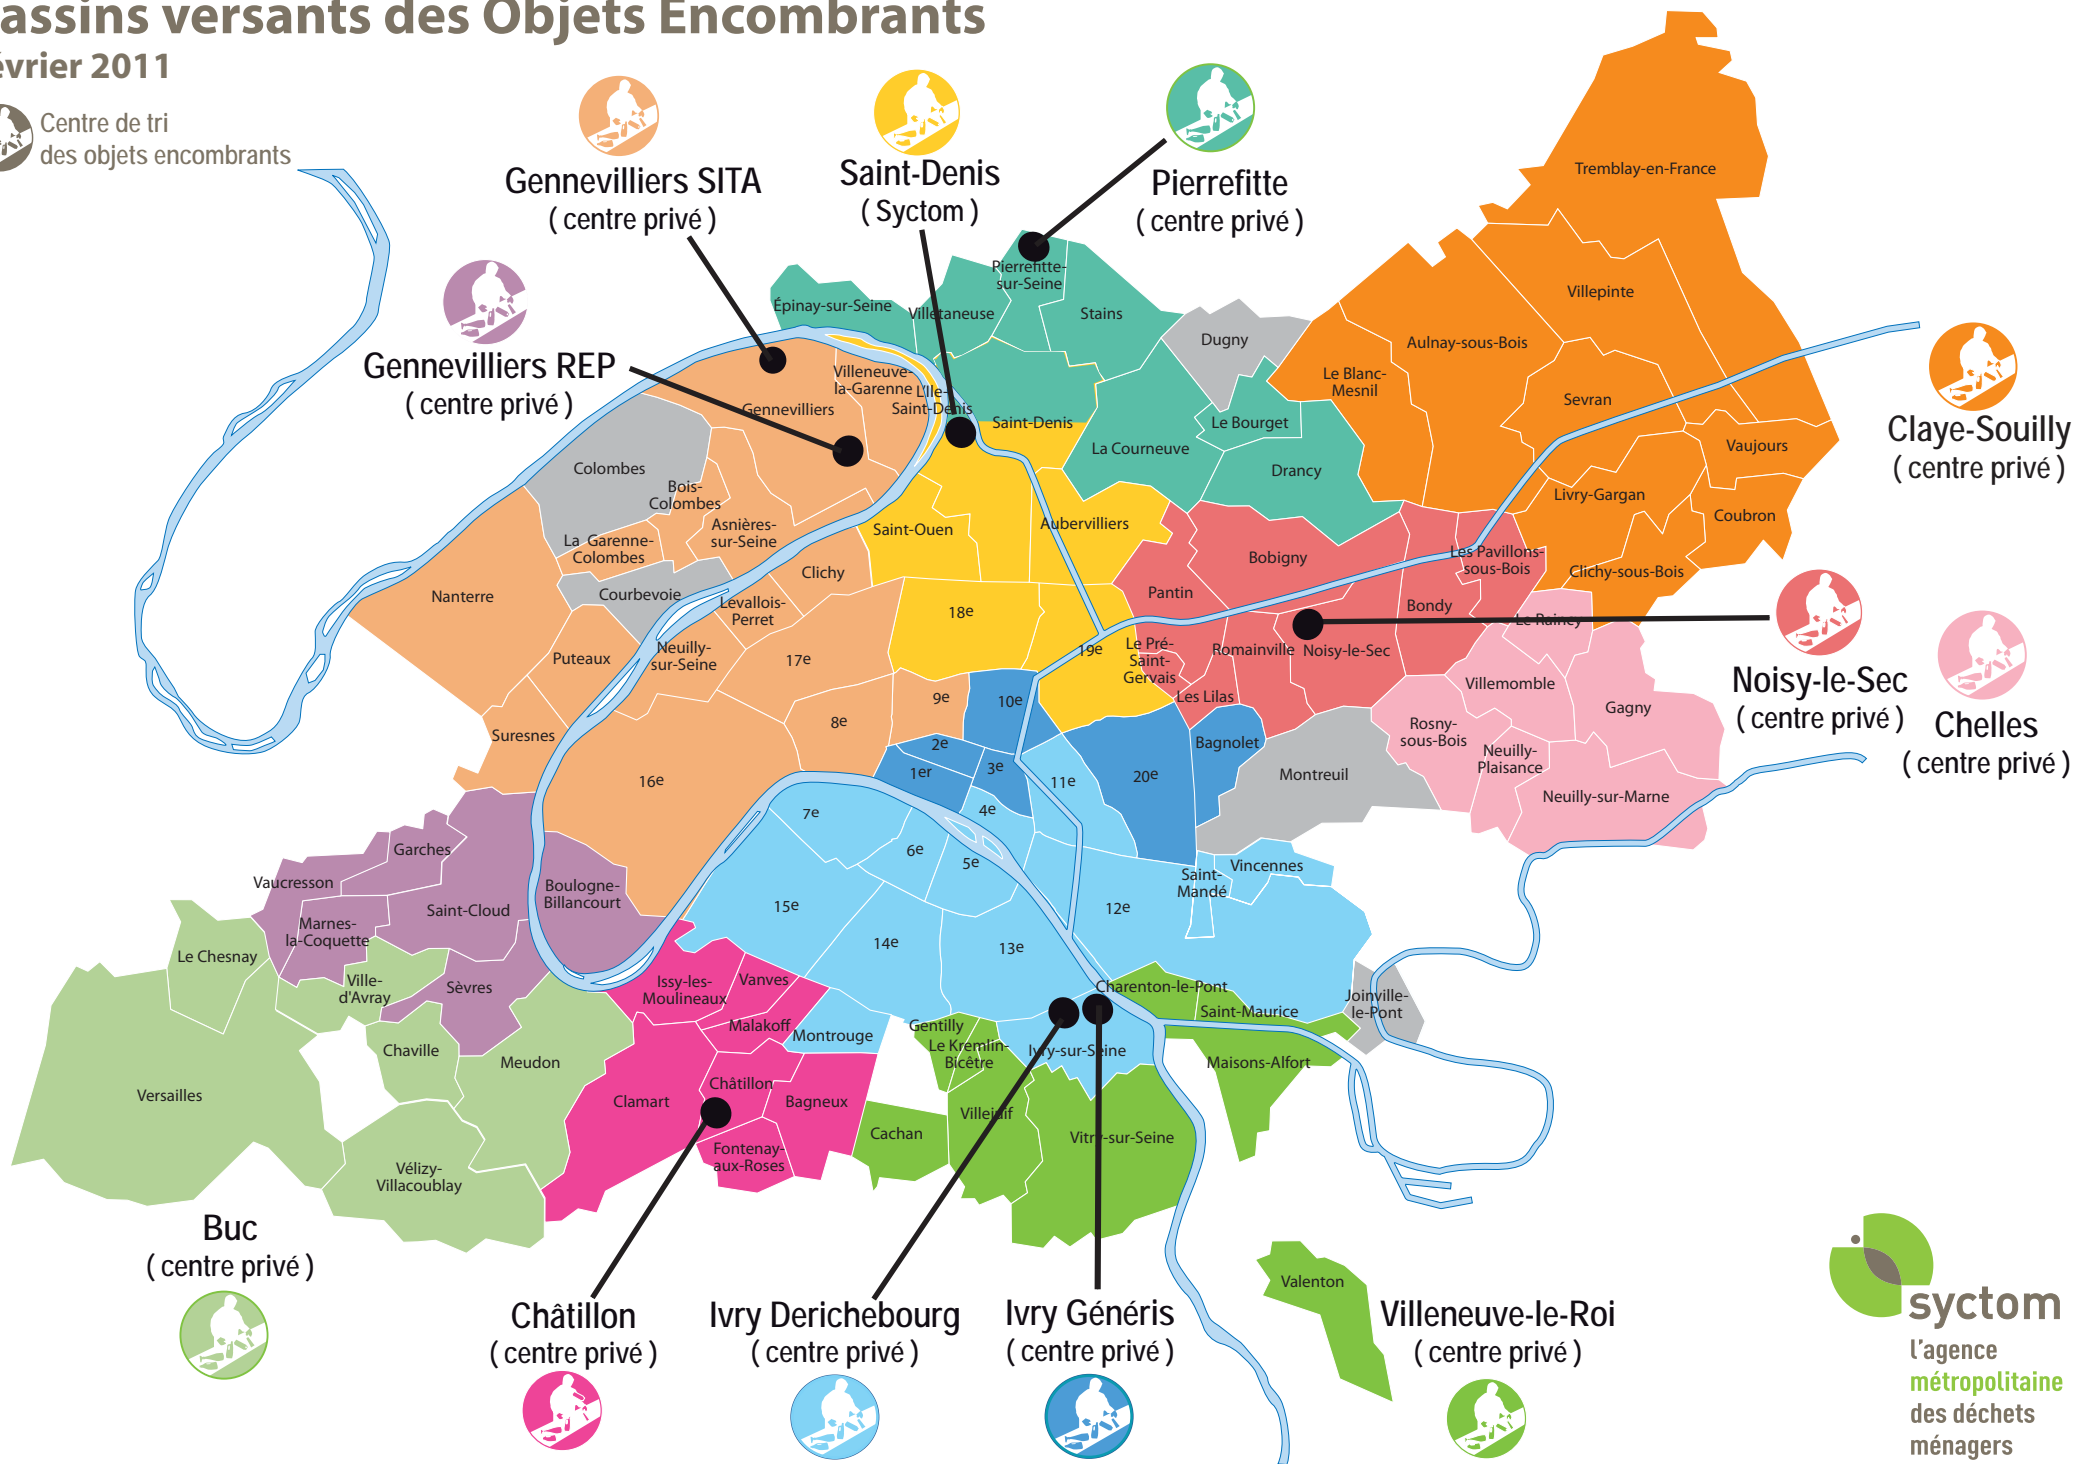 assins versants des Objets Encombrants
évrier 2011
Centre de tri
des objets encombrants
Gennevilliers SITA
( centre privé )
Saint-Denis
( Syctom )
Pierrefitte
( centre privé )
Gennevilliers REP
( centre privé )
Claye-Souilly
( centre privé )
Noisy-le-Sec
( centre privé )
Chelles
( centre privé )
Tremblay-en-France
Villepinte
Aulnay-sous-Bois
Le Blanc-
Mesnil
Sevran
Vaujours
Livry-Gargan
Coubron
Clichy-sous-Bois
Pierrefitte-
sur-Seine
Épinay-sur-Seine
Villetaneuse
Stains
Dugny
Saint-Denis
La Courneuve
Le Bourget
Drancy
Villeneuve-
la-Garenne
L'Ile-
Saint-Denis
Gennevilliers
Colombes
Bois-
Colombes
Asnières-
sur-Seine
La Garenne-
Colombes
Courbevoie
Nanterre
Clichy
Levallois-
Perret
Neuilly-
sur-Seine
Puteaux
Suresnes
Saint-Ouen
Aubervilliers
Pantin
Bobigny
Les Pavillons-
sous-Bois
Bondy
Le Raincy
Le Pré-
Saint-
Gervais
Romainville
Noisy-le-Sec
Les Lilas
Villemomble
Gagny
Rosny-
sous-Bois
Neuilly-
Plaisance
Neuilly-sur-Marne
Bagnolet
Montreuil
18e
19e
17e
9e
10e
8e
2e
1er
3e
11e
20e
16e
4e
7e
6e
5e
15e
14e
13e
12e
Saint-
Mandé
Vincennes
Garches
Vaucresson
Saint-Cloud
Marnes-
la-Coquette
Boulogne-
Billancourt
Le Chesnay
Ville-
d'Avray
Sèvres
Chaville
Meudon
Versailles
Vélizy-
Villacoublay
Issy-les-
Moulineaux
Vanves
Malakoff
Montrouge
Châtillon
Clamart
Bagneux
Fontenay-
aux-Roses
Gentilly
Le Kremlin-
Bicêtre
Ivry-sur-Seine
Charenton-le-Pont
Saint-Maurice
Joinville-
le-Pont
Maisons-Alfort
Cachan
Villejuif
Vitry-sur-Seine
Valenton
Buc
( centre privé )
Châtillon
( centre privé )
Ivry Derichebourg
( centre privé )
Ivry Généris
( centre privé )
Villeneuve-le-Roi
( centre privé )
syctom
l'agence
métropolitaine
des déchets
ménagers